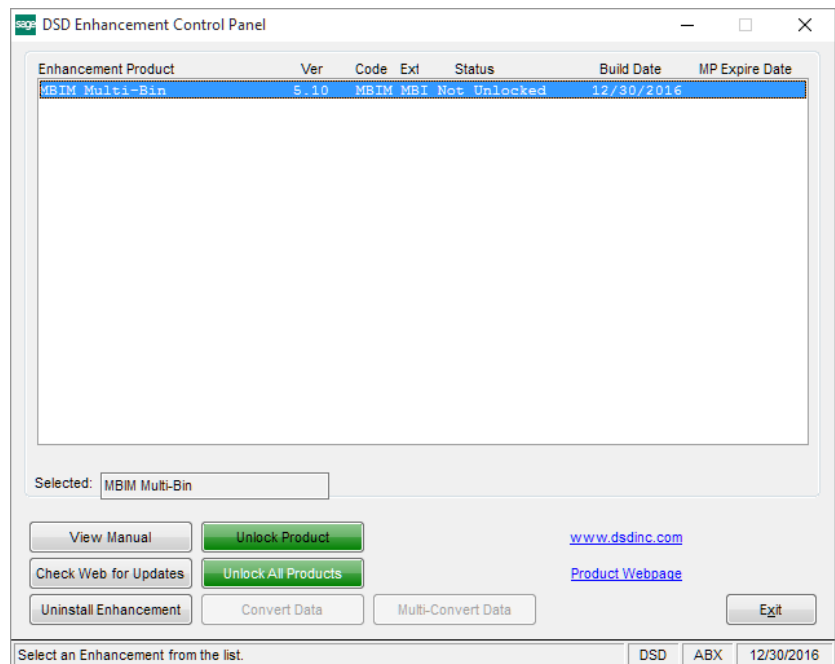 sage DSD Enhancement Control Panel
Enhancement Product Ver Code Ext Status Build Date MP Expire Date
MBIM Multi-Bin 5.10 MBIM MBI Not Unlocked 12/30/2016
Selected: MBIM Multi-Bin
View Manual Unlock Product www.dsdinc.com
Check Web for Updates Unlock All Products Product Webpage
Uninstall Enhancement Convert Data Multi-Convert Data Exit
Select an Enhancement from the list. DSD ABX 12/30/2016